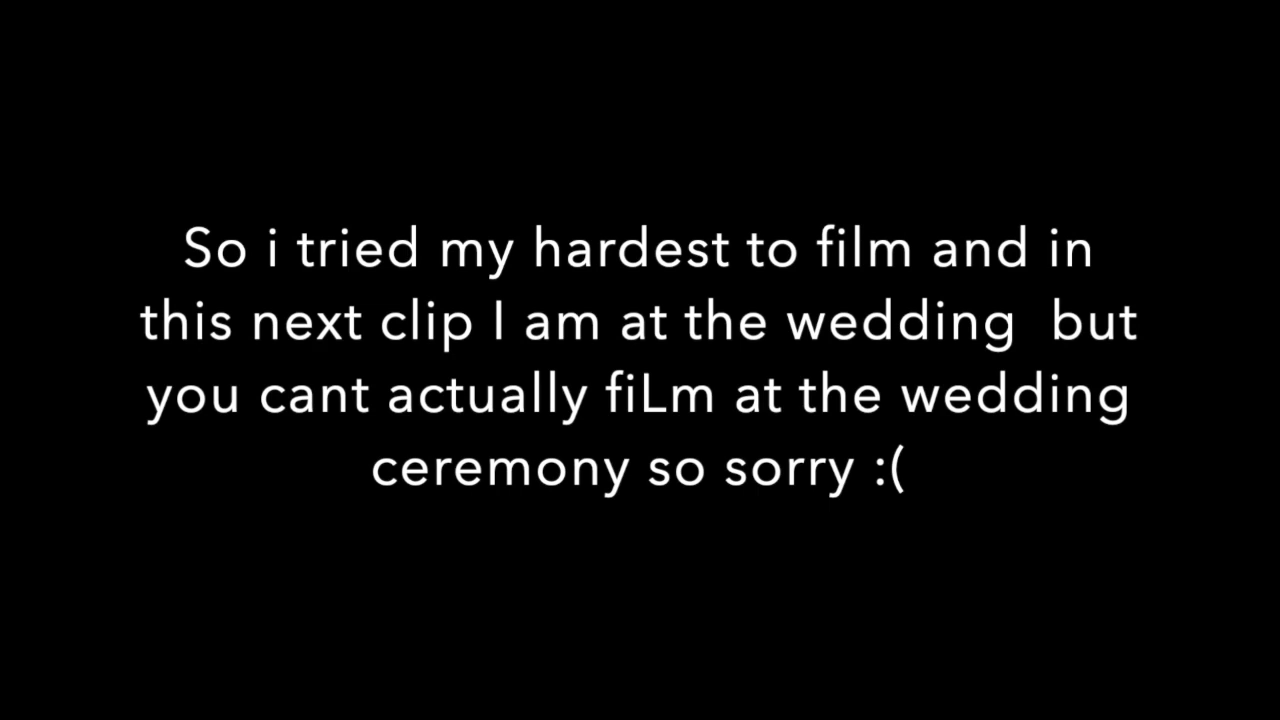 So i tried my hardest to film and in
this next clip I am at the wedding  but
you cant actually fiLm at the wedding
ceremony so sorry :(